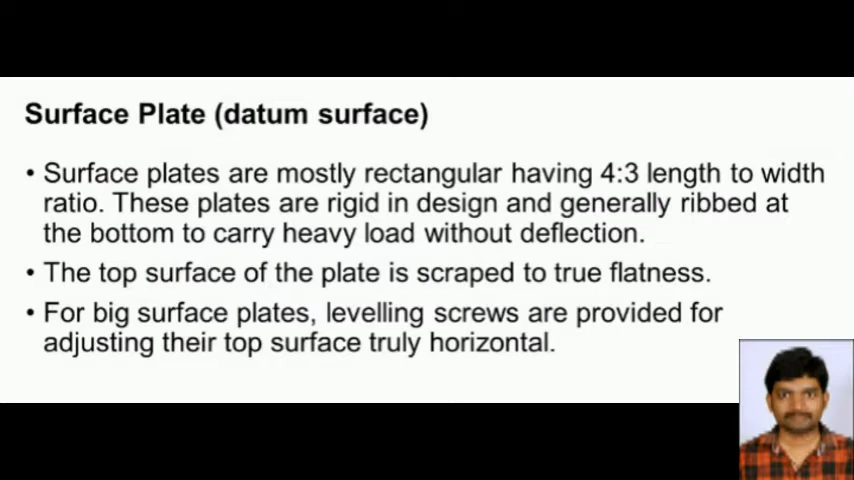 Surface Plate (datum surface)
• Surface plates are mostly rectangular having 4:3 length to width
ratio. These plates are rigid in design and generally ribbed at
the bottom to carry heavy load without deflection.
• The top surface of the plate is scraped to true flatness.
• For big surface plates, levelling screws are provided for
adjusting their top surface truly horizontal.